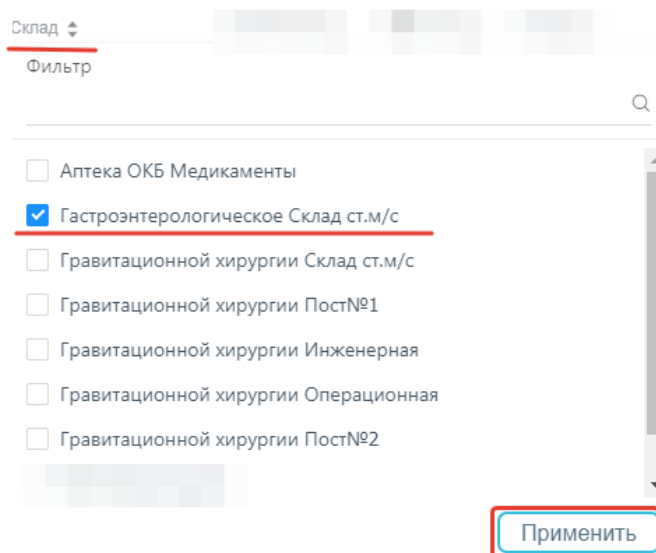 Склад
Фильтр
Аптека ОКБ Медикаменты
Гастроэнтерологическое Склад ст.м/с
Гравитационной хирургии Склад ст.м/с
Гравитационной хирургии Пост№1
Гравитационной хирургии Инженерная
Гравитационной хирургии Операционная
Гравитационной хирургии Пост№2
Применить